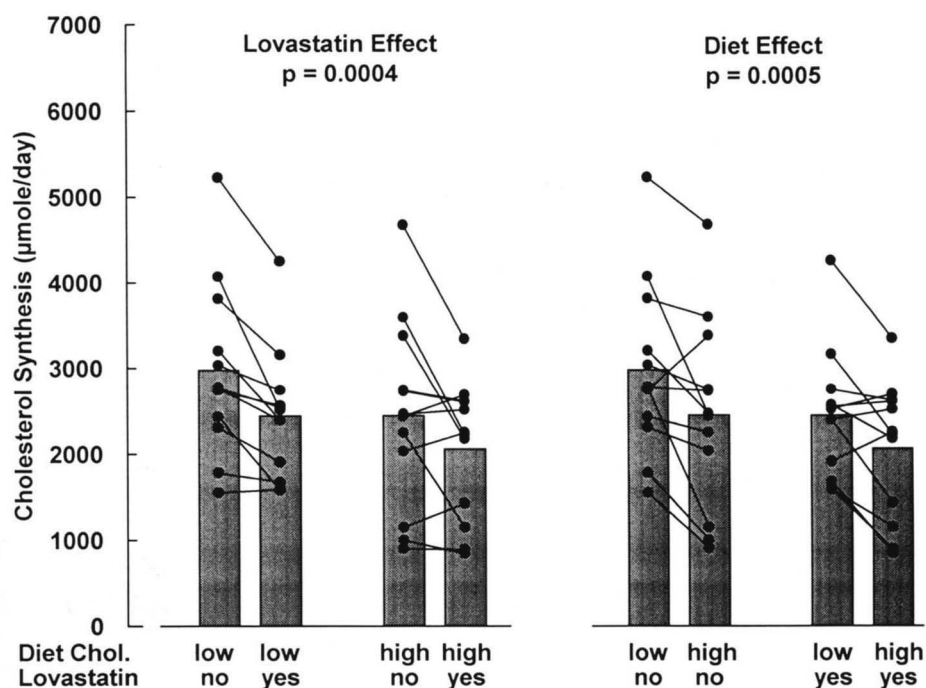 7000
6000
5000
4000
3000
2000
1000
0
Cholesterol Synthesis (μmole/day)
Lovastatin Effect
p = 0.0004
Diet Effect
p = 0.0005
Diet Chol. low low high high low high low high
Lovastatin no yes no yes no no yes yes